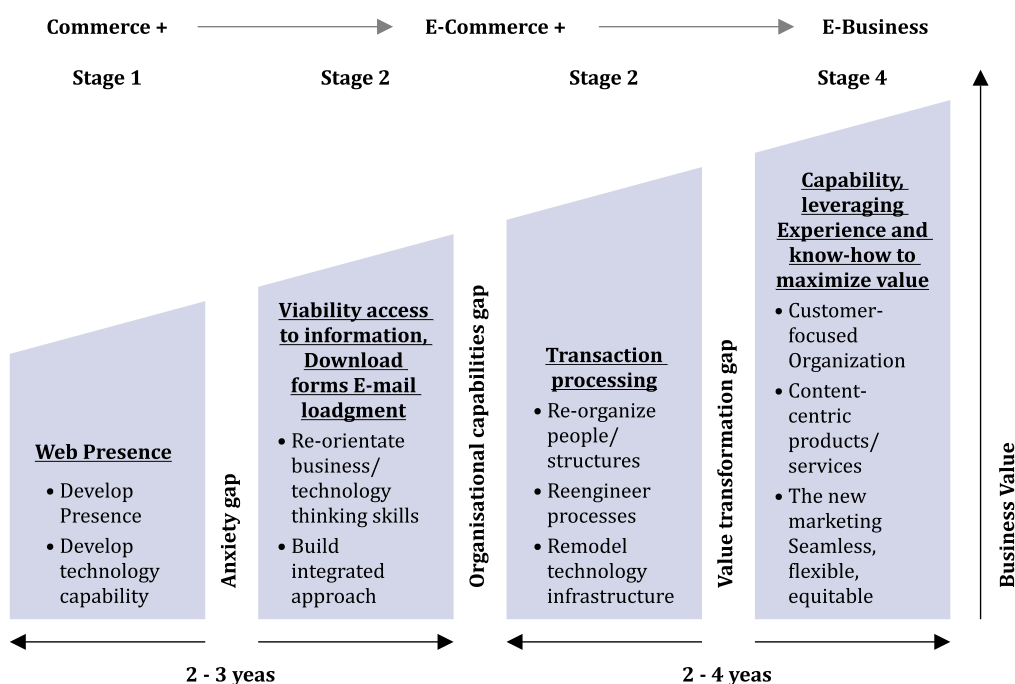 Commerce +
E-Commerce +
E-Business
Stage 1
Stage 2
Stage 2
Stage 4
Web Presence
• Develop
Presence
• Develop
technology
capability
Anxiety gap
Viability access
to information,
Download
forms E-mail
loadgment
• Re-orientate
business/
technology
thinking skills
• Build
integrated
approach
Organisational capabilities gap
Transaction
processing
• Re-organize
people/
structures
• Reengineer
processes
• Remodel
technology
infrastructure
Value transformation gap
Capability,
leveraging
Experience and
know-how to
maximize value
• Customer-
focused
Organization
• Content-
centric
products/
services
• The new
marketing
Seamless,
flexible,
equitable
Business Value
2 - 3 yeas
2 - 4 yeas